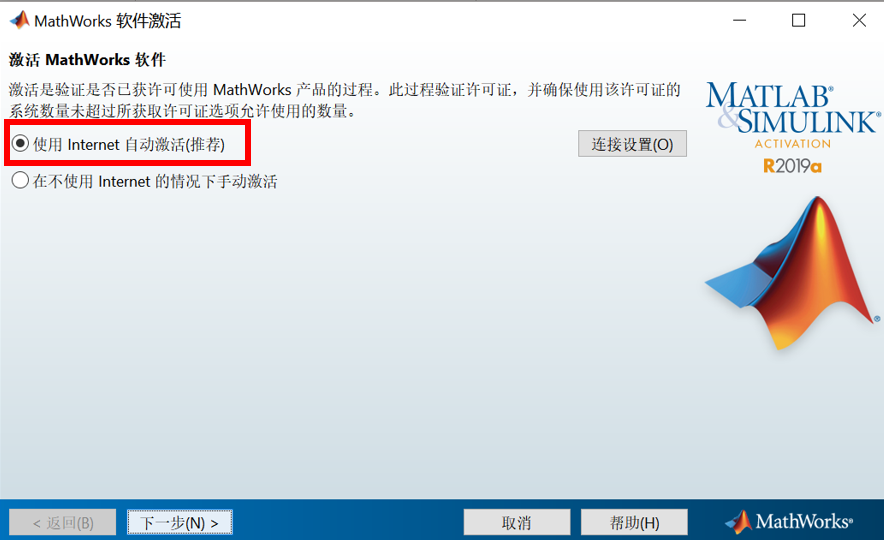 MathWorks 软件激活
激活 MathWorks 软件
激活是验证是否已获许可使用 MathWorks 产品的过程。此过程验证许可证，并确保使用该许可证的
系统数量未超过所获取许可证选项允许使用的数量。
使用 Internet 自动激活(推荐)
连接设置(O)
在不使用 Internet 的情况下手动激活
MATLAB®
&SIMULINK®
ACTIVATION
R2019a
®
< 返回(B)
下一步(N) >
取消
帮助(H)
MathWorks®